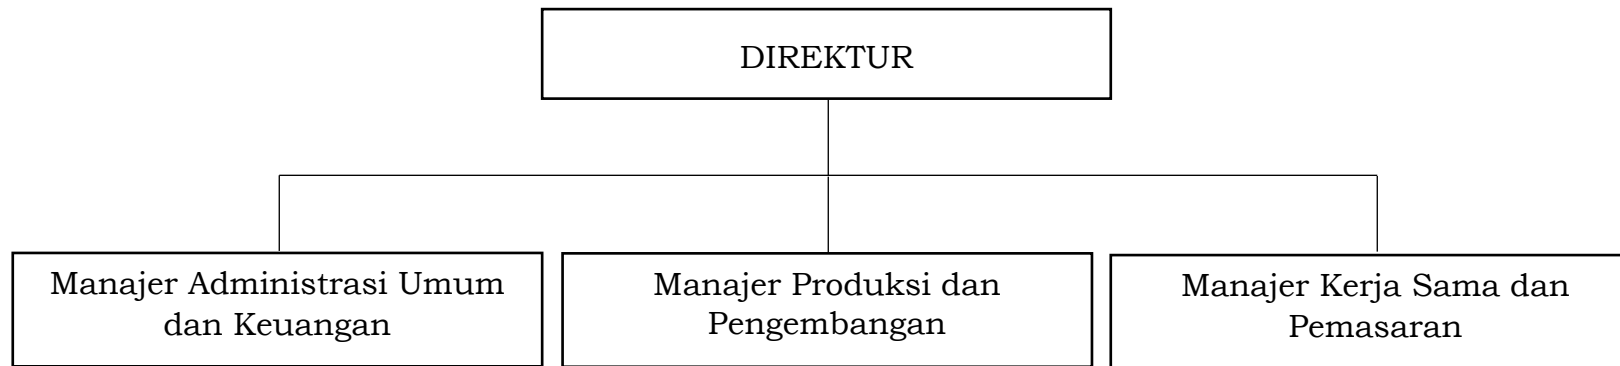 DIREKTUR
Manajer Administrasi Umum
dan Keuangan
Manajer Produksi dan
Pengembangan
Manajer Kerja Sama dan
Pemasaran